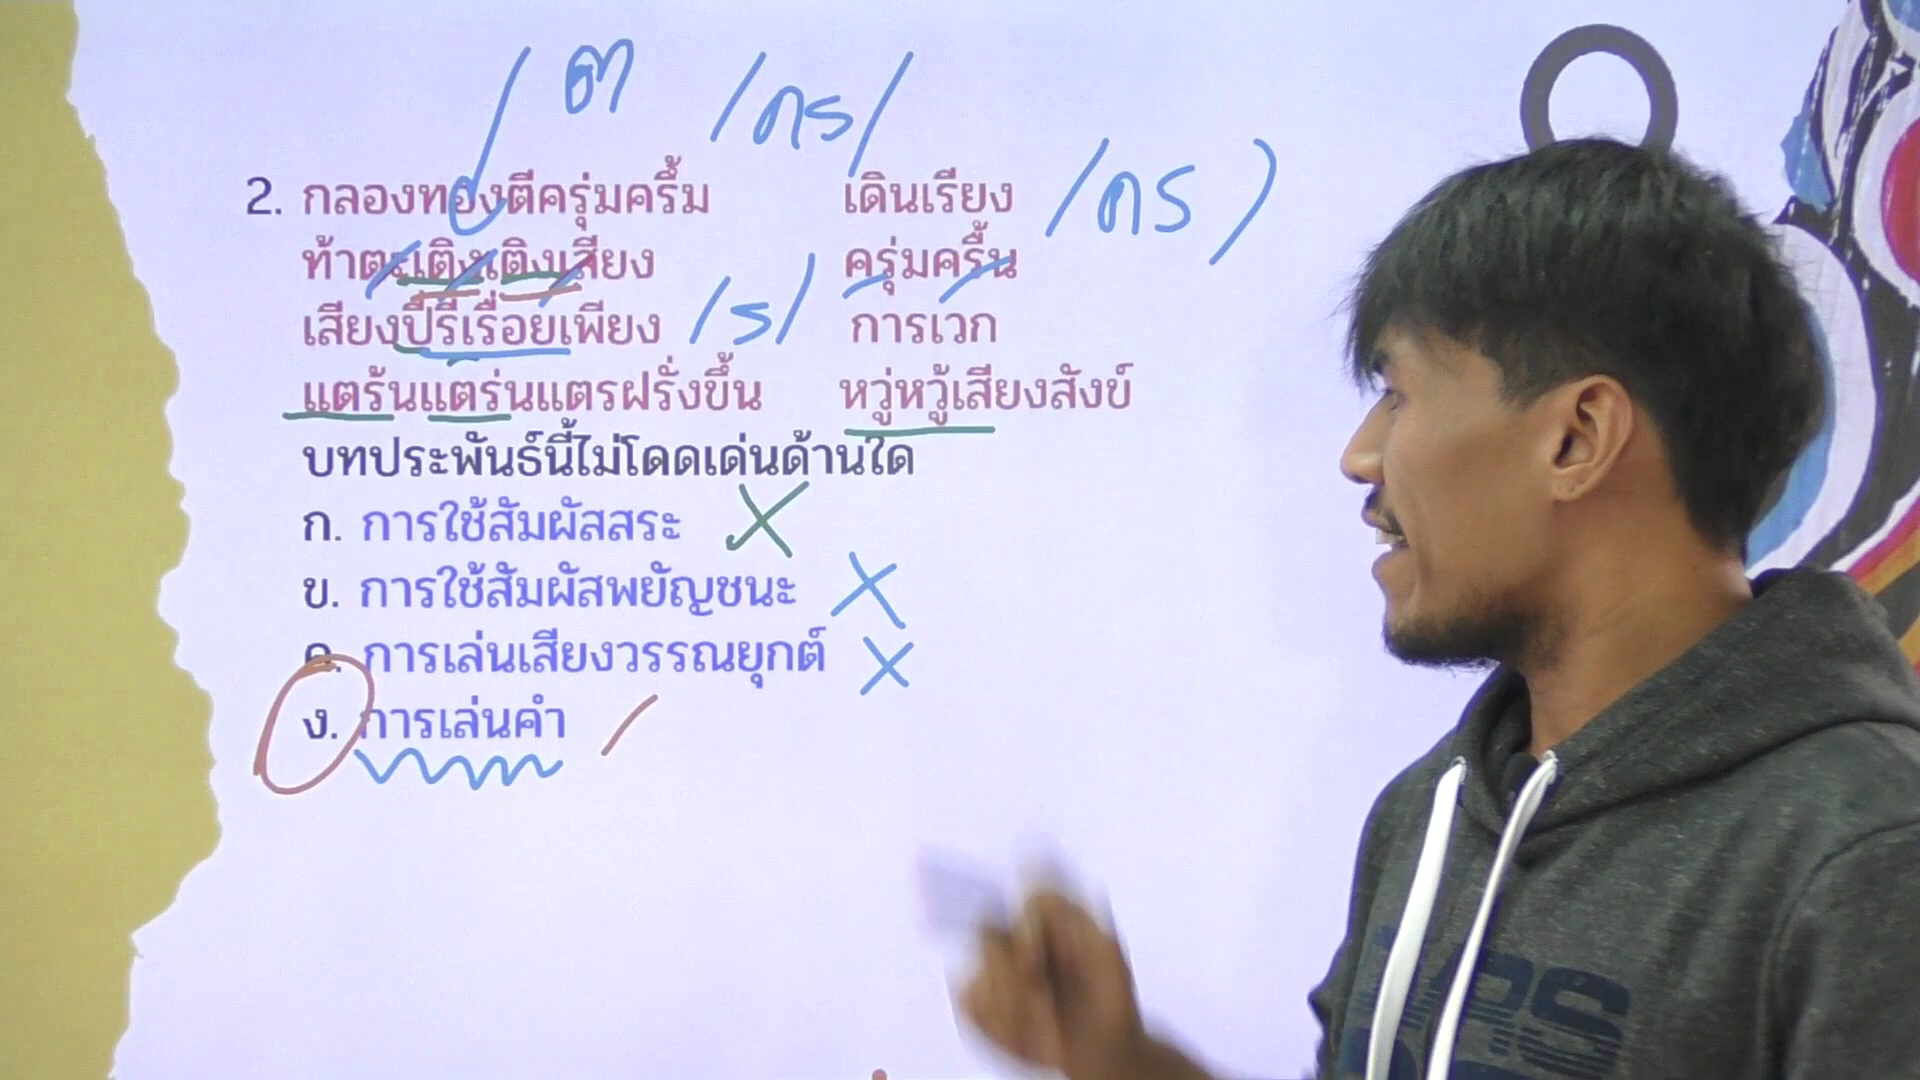 ต /คร/
2. กลองทองตีครุ่มครึ้ม เดินเรียง /คร/
ท้าตะเติงเติงเสียง ครุ่มครื้น
เสียงปี่รี่เรื่อยเพียง /ร/ การเวก
แตร้นแตร่นแตรฝรั่งขึ้น หวู่หวู้เสียงสังข์
บทประพันธ์นี้ไม่โดดเด่นด้านใด
ก. การใช้สัมผัสสระ
ข. การใช้สัมผัสพยัญชนะ
ค. การเล่นเสียงวรรณยุกต์
ง. การเล่นคำ